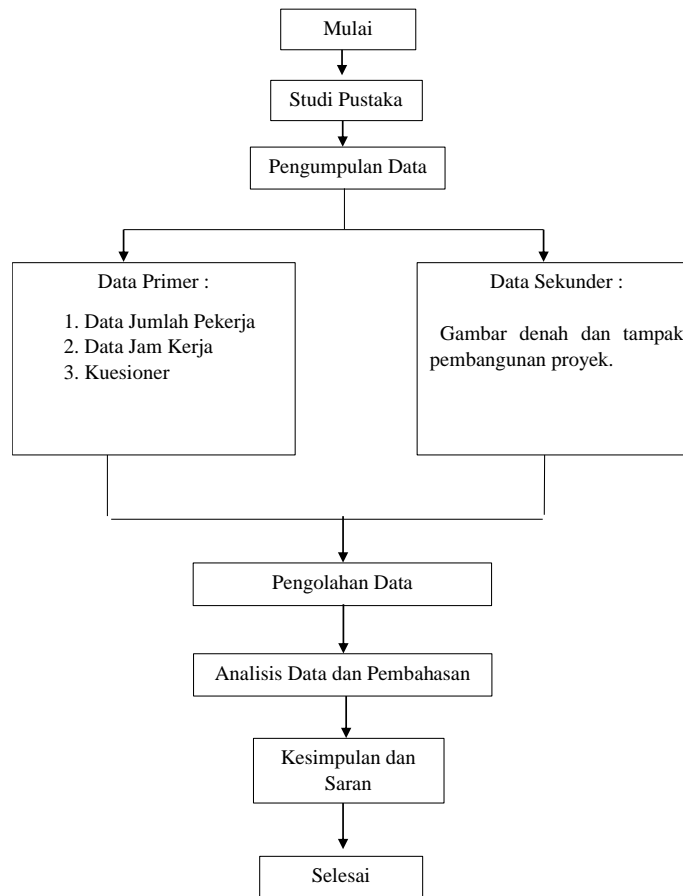 Mulai
Studi Pustaka
Pengumpulan Data
Data Primer :
1. Data Jumlah Pekerja
2. Data Jam Kerja
3. Kuesioner
Data Sekunder :
Gambar denah dan tampak
pembangunan proyek.
Pengolahan Data
Analisis Data dan Pembahasan
Kesimpulan dan
Saran
Selesai